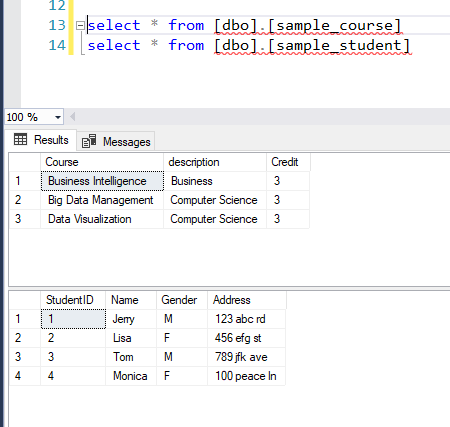 12
13 select * from [dbo].[sample_course]
14 select * from [dbo].[sample_student]
100 %
Results Messages
Course description Credit
1 Business Intelligence Business 3
2 Big Data Management Computer Science 3
3 Data Visualization Computer Science 3
StudentID Name Gender Address
1 1 Jerry M 123 abc rd
2 2 Lisa F 456 efg st
3 3 Tom M 789 jfk ave
4 4 Monica F 100 peace ln